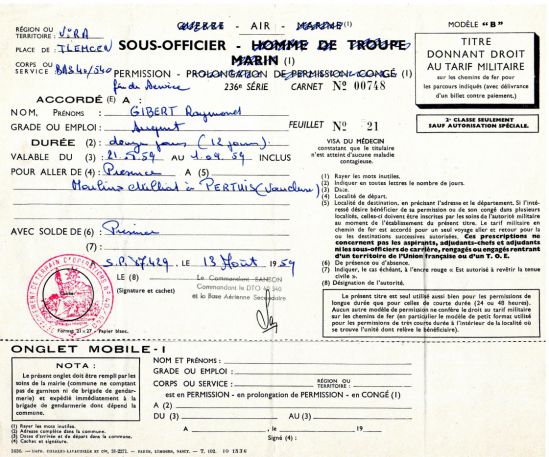 GUERRE - AIR - MARINE (1)
RÉGION OU
TERRITOIRE : VᵉRA
PLACE DE : TLEMCEN
CORPS OU
SERVICE : BAS 40/540
SOUS-OFFICIER - HOMME DE TROUPE
MARIN (1)
PERMISSION - PROLONGATION DE PERMISSION - CONGÉ (1)
fin de service
236ᵉ SÉRIE CARNET Nº 00748
MODÈLE "B"
TITRE
DONNANT DROIT
AU TARIF MILITAIRE
sur les chemins de fer pour
les parcours indiqués (avec délivrance
d'un billet contre paiement.)
2ᵉ CLASSE SEULEMENT
SAUF AUTORISATION SPÉCIALE.
ACCORDÉ (E) A :
NOM, PRÉNOMS : GIBERT Raymond
GRADE OU EMPLOI : Sergent
FEUILLET Nº 21
DURÉE (2) : douze jours (12 jours)
VALABLE DU (3) : 21.8.59 AU 1.09.59 INCLUS
POUR ALLER DE (4) : Présence A (5)
à PERTUIS (Vaucluse)
AVEC SOLDE DE (6) : Présence
(7) :
A S.P. 87.429, le 13 Août 1959
LE (8)
(Signature et cachet)
Le Commandant SANSON
Commandant le DTO 40.540
et la Base Aérienne Secondaire
Format 21 × 27 - Papier blanc.
VISA DU MÉDECIN
constatant que le titulaire
n'est atteint d'aucune maladie
contagieuse.
(1) Rayer les mots inutiles.
(2) Indiquer en toutes lettres le nombre de jours.
(3) Date.
(4) Localité de départ.
(5) Localité de destination, en précisant l'adresse et le département. Si l'intéressé désire bénéficier de sa permission ou de son congé dans plusieurs localités, celles-ci doivent être inscrites par les soins de l'autorité militaire au moment de l'établissement du présent titre. Le tarif militaire en chemin de fer est accordé pour un seul voyage aller et retour pour la ou les destinations successives autorisées. Ces prescriptions ne concernent pas les aspirants, adjudants-chefs et adjudants ni les sous-officiers de carrière, rengagés ou engagés rentrant d'un territoire de l'Union française ou d'un T. O. E.
(6) De présence ou d'absence.
(7) Indiquer, le cas échéant, à l'encre rouge « Est autorisé à revêtir la tenue civile ».
(8) Désignation de l'autorité.
Le présent titre est seul utilisé aussi bien pour les permissions de
longue durée que pour celles de courte durée (24 ou 48 heures).
Aucun autre modèle de permission ne confère le droit au tarif militaire
sur les chemins de fer (en particulier le modèle de petit format utilisé
pour les permissions de très courte durée à l'intérieur de la localité où
se trouve l'unité dont relève le bénéficiaire).
ONGLET MOBILE - I
NOTA :
Le présent onglet doit être rempli par les
soins de la mairie (commune ne comptant
pas de garnison ni de brigade de gendarmerie)
et expédié immédiatement à la
brigade de gendarmerie dont dépend la
commune.
(1) Rayer les mots inutiles.
(2) Adresse complète dans la commune.
(3) Dates d'arrivée et de départ dans la commune.
(4) Cachet et signature.
NOM ET PRÉNOMS :
GRADE OU EMPLOI :
CORPS OU SERVICE : RÉGION OU
TERRITOIRE :
est en PERMISSION - en prolongation de PERMISSION - en CONGÉ (1)
A (2)
DU (3) AU (3)
A , le 19
Signé (4) :